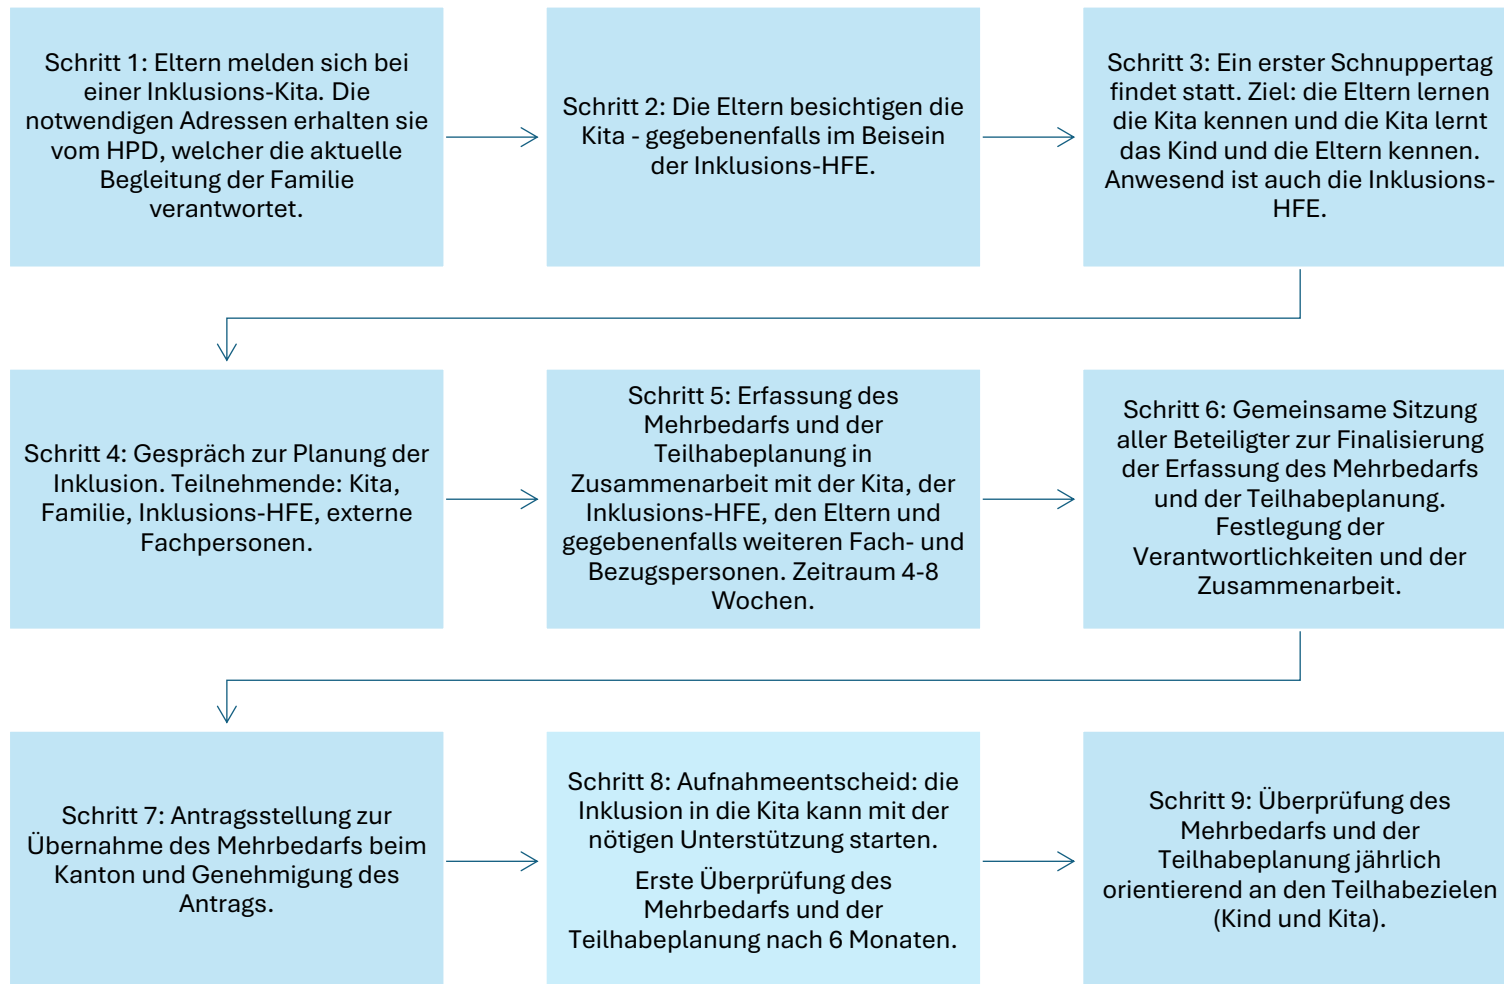 Schritt 1: Eltern melden sich bei
einer Inklusions-Kita. Die
notwendigen Adressen erhalten sie
vom HPD, welcher die aktuelle
Begleitung der Familie
verantwortet.
Schritt 2: Die Eltern besichtigen die
Kita - gegebenenfalls im Beisein
der Inklusions-HFE.
Schritt 3: Ein erster Schnuppertag
findet statt. Ziel: die Eltern lernen
die Kita kennen und die Kita lernt
das Kind und die Eltern kennen.
Anwesend ist auch die Inklusions-
HFE.
Schritt 4: Gespräch zur Planung der
Inklusion. Teilnehmende: Kita,
Familie, Inklusions-HFE, externe
Fachpersonen.
Schritt 5: Erfassung des
Mehrbedarfs und der
Teilhabeplanung in
Zusammenarbeit mit der Kita, der
Inklusions-HFE, den Eltern und
gegebenenfalls weiteren Fach- und
Bezugspersonen. Zeitraum 4-8
Wochen.
Schritt 6: Gemeinsame Sitzung
aller Beteiligter zur Finalisierung
der Erfassung des Mehrbedarfs
und der Teilhabeplanung.
Festlegung der
Verantwortlichkeiten und der
Zusammenarbeit.
Schritt 7: Antragsstellung zur
Übernahme des Mehrbedarfs beim
Kanton und Genehmigung des
Antrags.
Schritt 8: Aufnahmeentscheid: die
Inklusion in die Kita kann mit der
nötigen Unterstützung starten.
Erste Überprüfung des
Mehrbedarfs und der
Teilhabeplanung nach 6 Monaten.
Schritt 9: Überprüfung des
Mehrbedarfs und der
Teilhabeplanung jährlich
orientierend an den Teilhabezielen
(Kind und Kita).